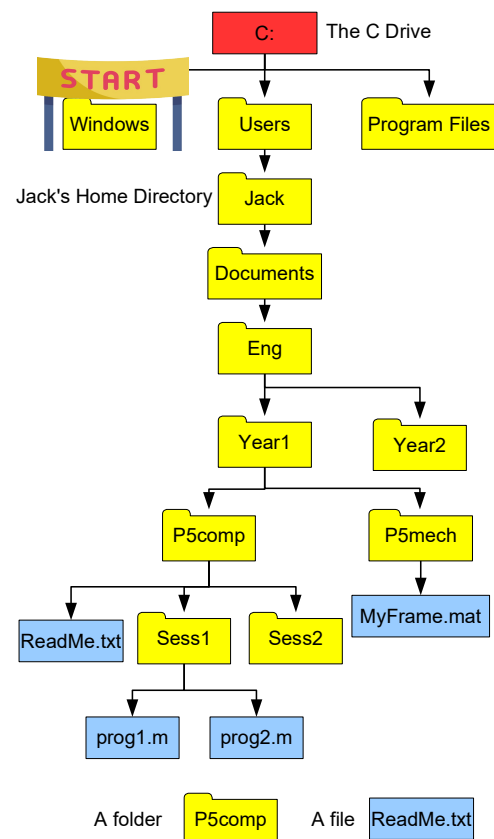 C:
The C Drive
START
Windows
Users
Program Files
Jack's Home Directory
Jack
Documents
Eng
Year1
Year2
P5comp
P5mech
ReadMe.txt
Sess1
Sess2
MyFrame.mat
prog1.m
prog2.m
A folder
P5comp
A file
ReadMe.txt